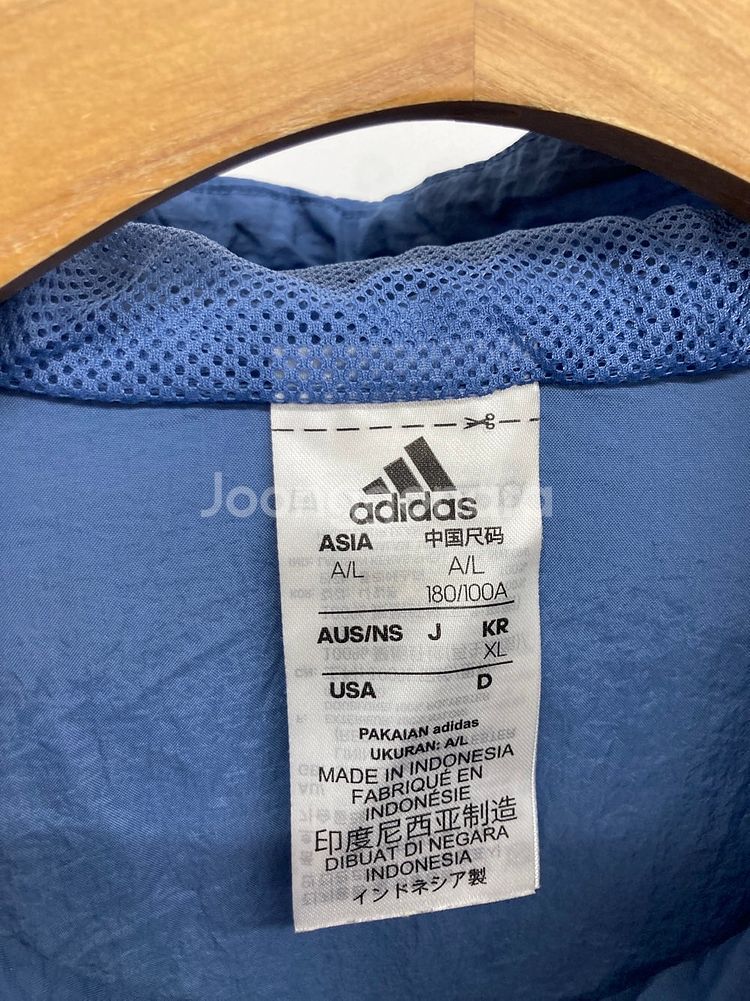 adidas
ASIA 中国尺码
A/L A/L
180/100A
AUS/NS J KR
XL
USA D
PAKAIAN adidas
UKURAN: A/L
MADE IN INDONESIA
FABRIQUÉ EN
INDONÉSIE
印度尼西亚制造
DIBUAT DI NEGARA
INDONESIA
インドネシア製